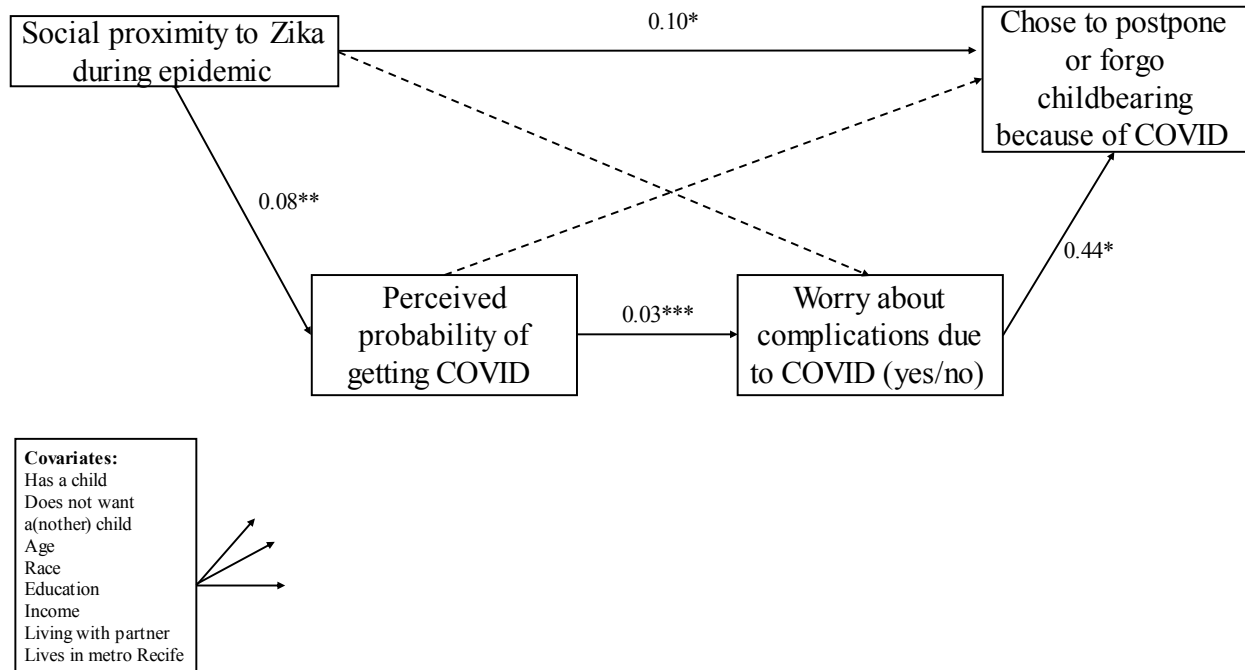 Social proximity to Zika
during epidemic
0.10*
Chose to postpone
or forgo
childbearing
because of COVID
0.08**
0.44*
Perceived
probability of
getting COVID
0.03***
Worry about
complications due
to COVID (yes/no)
Covariates:
Has a child
Does not want
a(nother) child
Age
Race
Education
Income
Living with partner
Lives in metro Recife